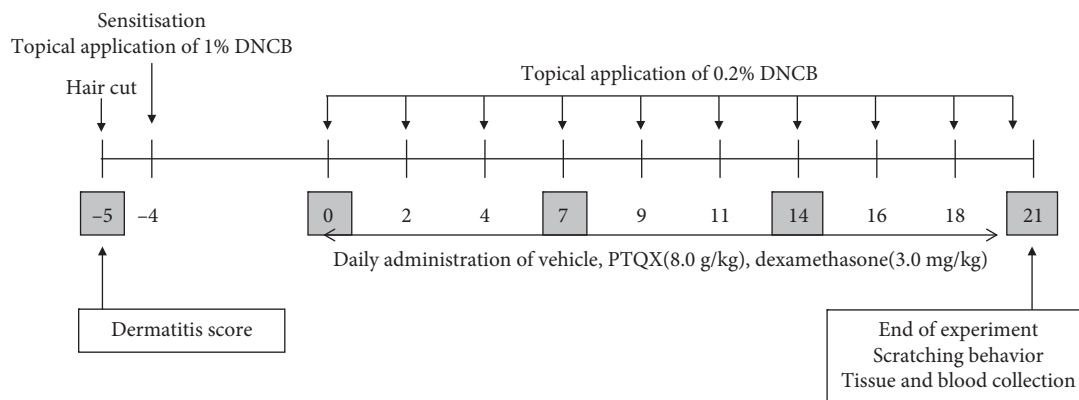 Sensitisation
Topical application of 1% DNCB
Hair cut
Topical application of 0.2% DNCB
–5 –4 0 2 4 7 9 11 14 16 18 21
Daily administration of vehicle, PTQX(8.0 g/kg), dexamethasone(3.0 mg/kg)
Dermatitis score
End of experiment
Scratching behavior
Tissue and blood collection